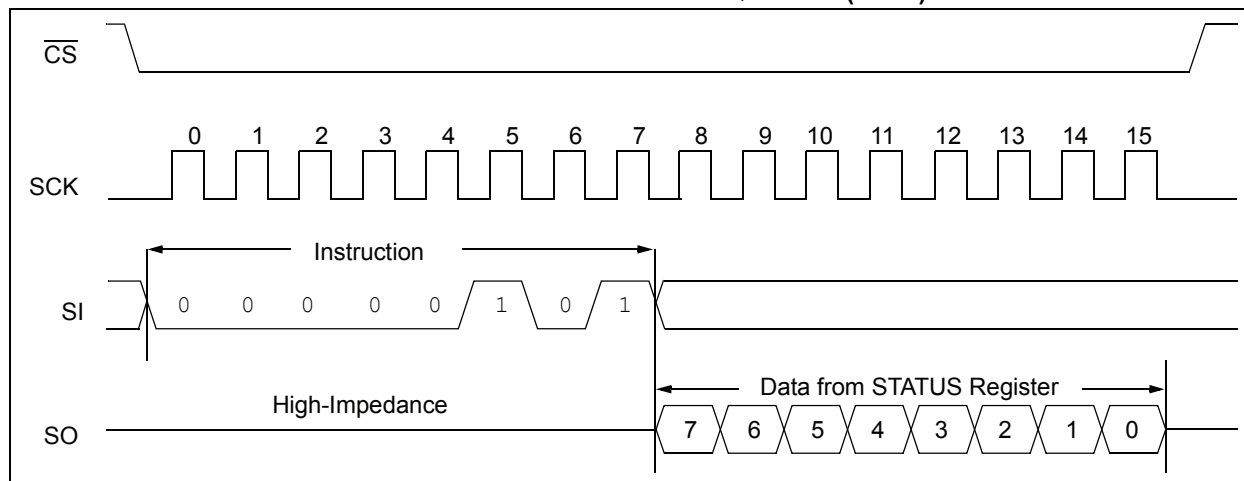 CS
0 1 2 3 4 5 6 7 8 9 10 11 12 13 14 15
SCK
Instruction
SI 0 0 0 0 0 1 0 1
Data from STATUS Register
High-Impedance
SO 7 6 5 4 3 2 1 0